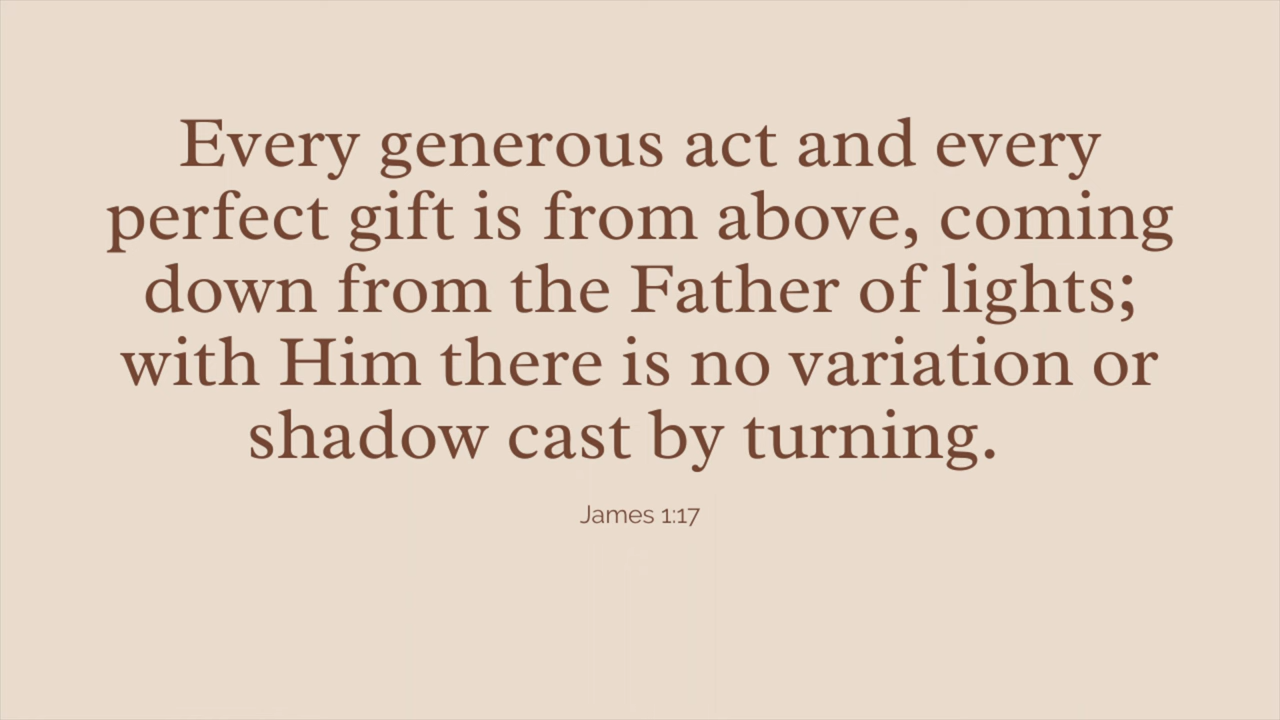 Every generous act and every
perfect gift is from above, coming
down from the Father of lights;
with Him there is no variation or
shadow cast by turning.
James 1:17